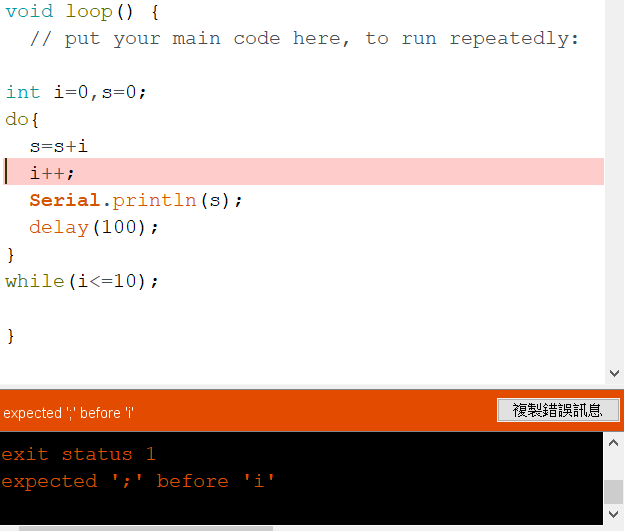 void loop() {
  // put your main code here, to run repeatedly:
int i=0,s=0;
do{
  s=s+i
  i++;
  Serial.println(s);
  delay(100);
}
while(i<=10);
}
expected ';' before 'i'
複製錯誤訊息
exit status 1
expected ';' before 'i'